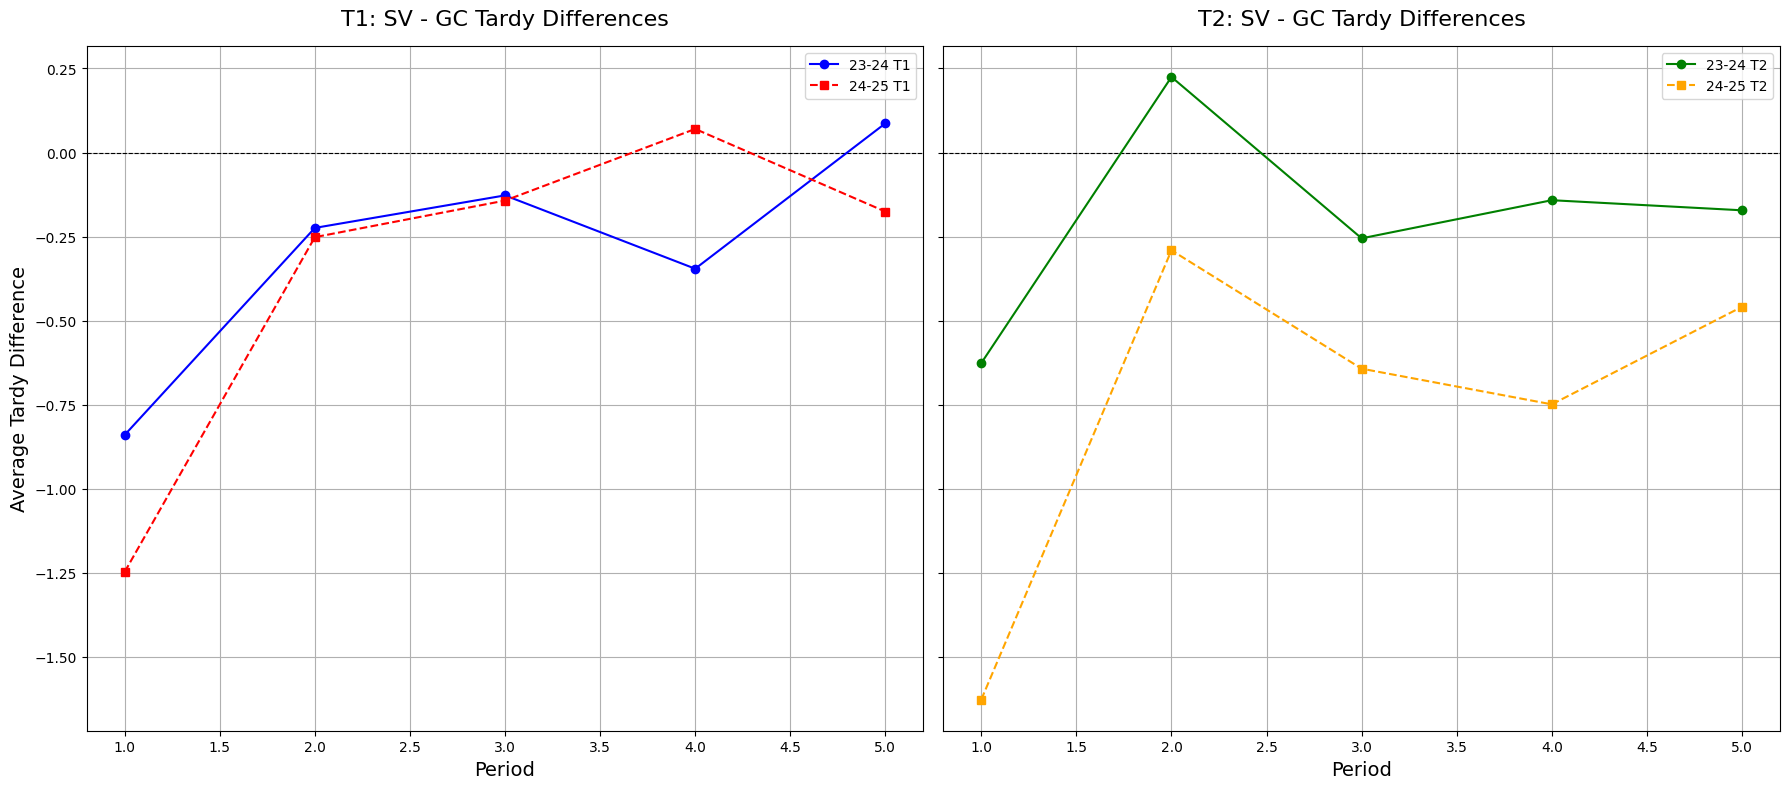 T1: SV - GC Tardy Differences
23-24 T1
24-25 T1
0.25
0.00
−0.25
−0.50
−0.75
−1.00
−1.25
−1.50
Average Tardy Difference
1.0 1.5 2.0 2.5 3.0 3.5 4.0 4.5 5.0
Period
T2: SV - GC Tardy Differences
23-24 T2
24-25 T2
1.0 1.5 2.0 2.5 3.0 3.5 4.0 4.5 5.0
Period